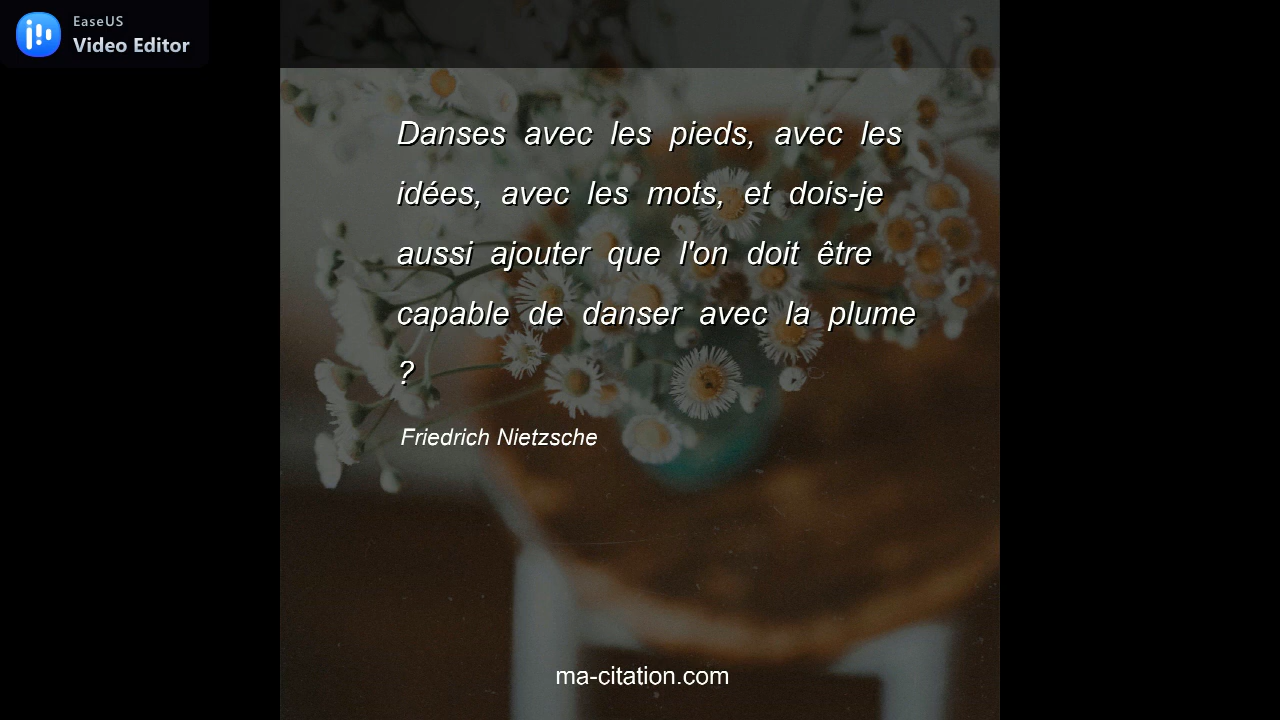 EaseUS
Video Editor
Danses avec les pieds, avec les
idées, avec les mots, et dois-je
aussi ajouter que l'on doit être
capable de danser avec la plume
?
Friedrich Nietzsche
ma-citation.com